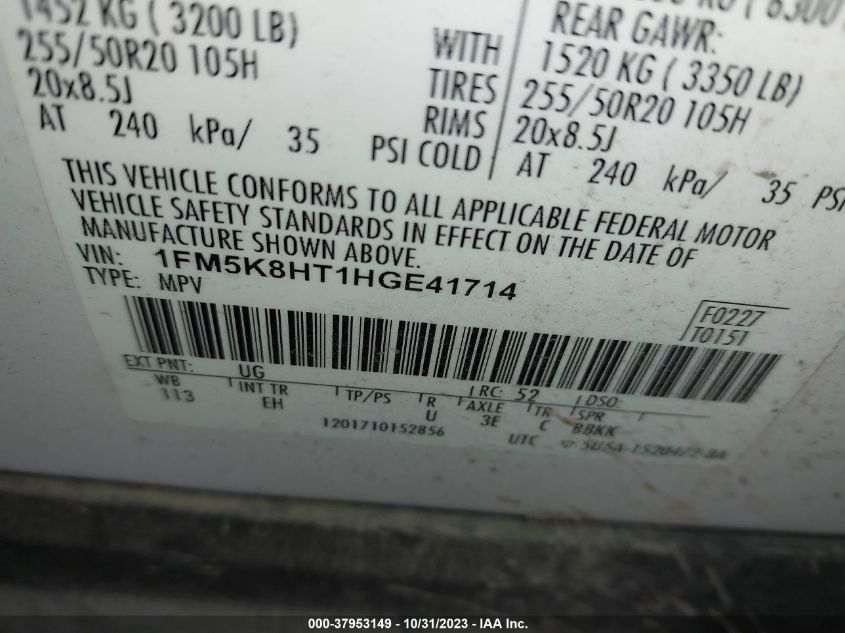 1452 KG ( 3200 LB)
255/50R20 105H
20x8.5J
AT 240 kPa/ 35 PSI COLD
WITH
TIRES
RIMS
REAR GAWR:
1520 KG ( 3350 LB)
255/50R20 105H
20x8.5J
AT 240 kPa/ 35 PSI
THIS VEHICLE CONFORMS TO ALL APPLICABLE FEDERAL MOTOR
VEHICLE SAFETY STANDARDS IN EFFECT ON THE DATE OF
MANUFACTURE SHOWN ABOVE.
VIN: 1FM5K8HT1HGE41714
TYPE: MPV
F0227
T0151
EXT PNT: UG RC: 52 DSO:
WB INT TR TP/PS R AXLE TR SPR
113 EH U 3E C BBKK
1201710152856
UTC
000-37953149 - 10/31/2023 - IAA Inc.